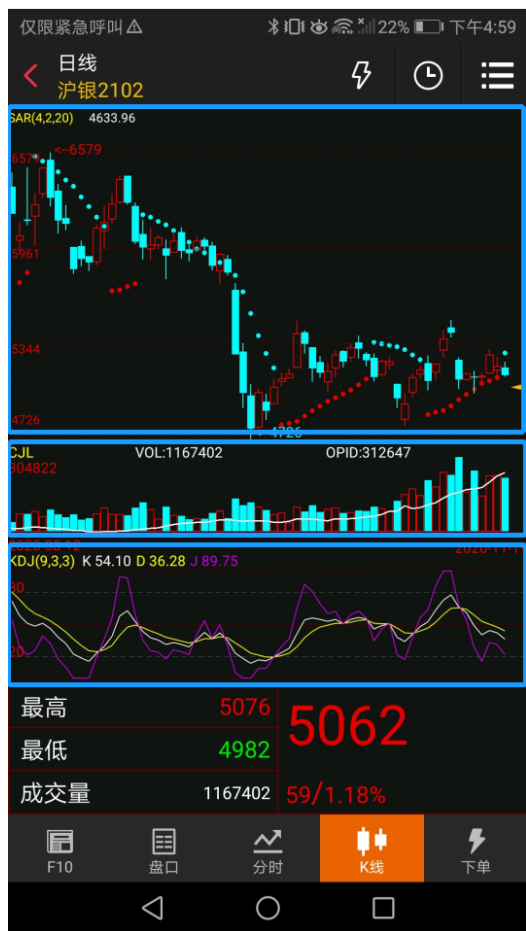 仅限紧急呼叫 22% 下午4:59
日线
沪银2102
SAR(4,2,20) 4633.96
6579 <-6579
5961
5344
4726 <-4726
CJL VOL:1167402 OPID:312647
304822
KDJ(9,3,3) K 54.10 D 36.28 J 89.75
80
20
最高 5076
5062
最低 4982
成交量 1167402 59/1.18%
F10 盘口 分时 K线 下单